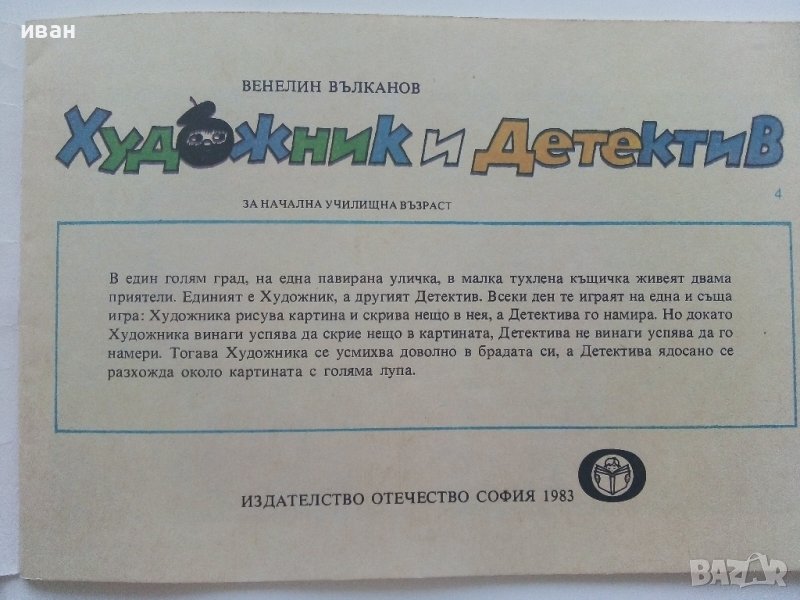 иван
ВЕНЕЛИН ВЪЛКАНОВ
Художник и Детектив
4
ЗА НАЧАЛНА УЧИЛИЩНА ВЪЗРАСТ
В един голям град, на една павирана уличка, в малка тухлена къщичка живеят двама
приятели. Единият е Художник, а другият Детектив. Всеки ден те играят на една и съща
игра: Художника рисува картина и скрива нещо в нея, а Детектива го намира. Но докато
Художника винаги успява да скрие нещо в картината, Детектива не винаги успява да го
намери. Тогава Художника се усмихва доволно в брадата си, а Детектива ядосано се
разхожда около картината с голяма лупа.
ИЗДАТЕЛСТВО ОТЕЧЕСТВО СОФИЯ 1983
BAZAR